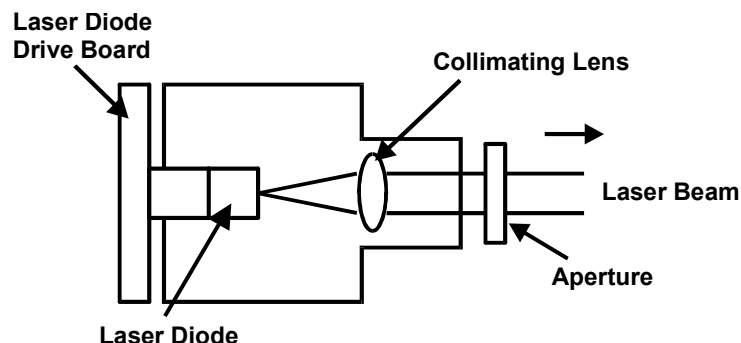 Laser Diode
Drive Board
Collimating Lens
Laser Beam
Aperture
Laser Diode